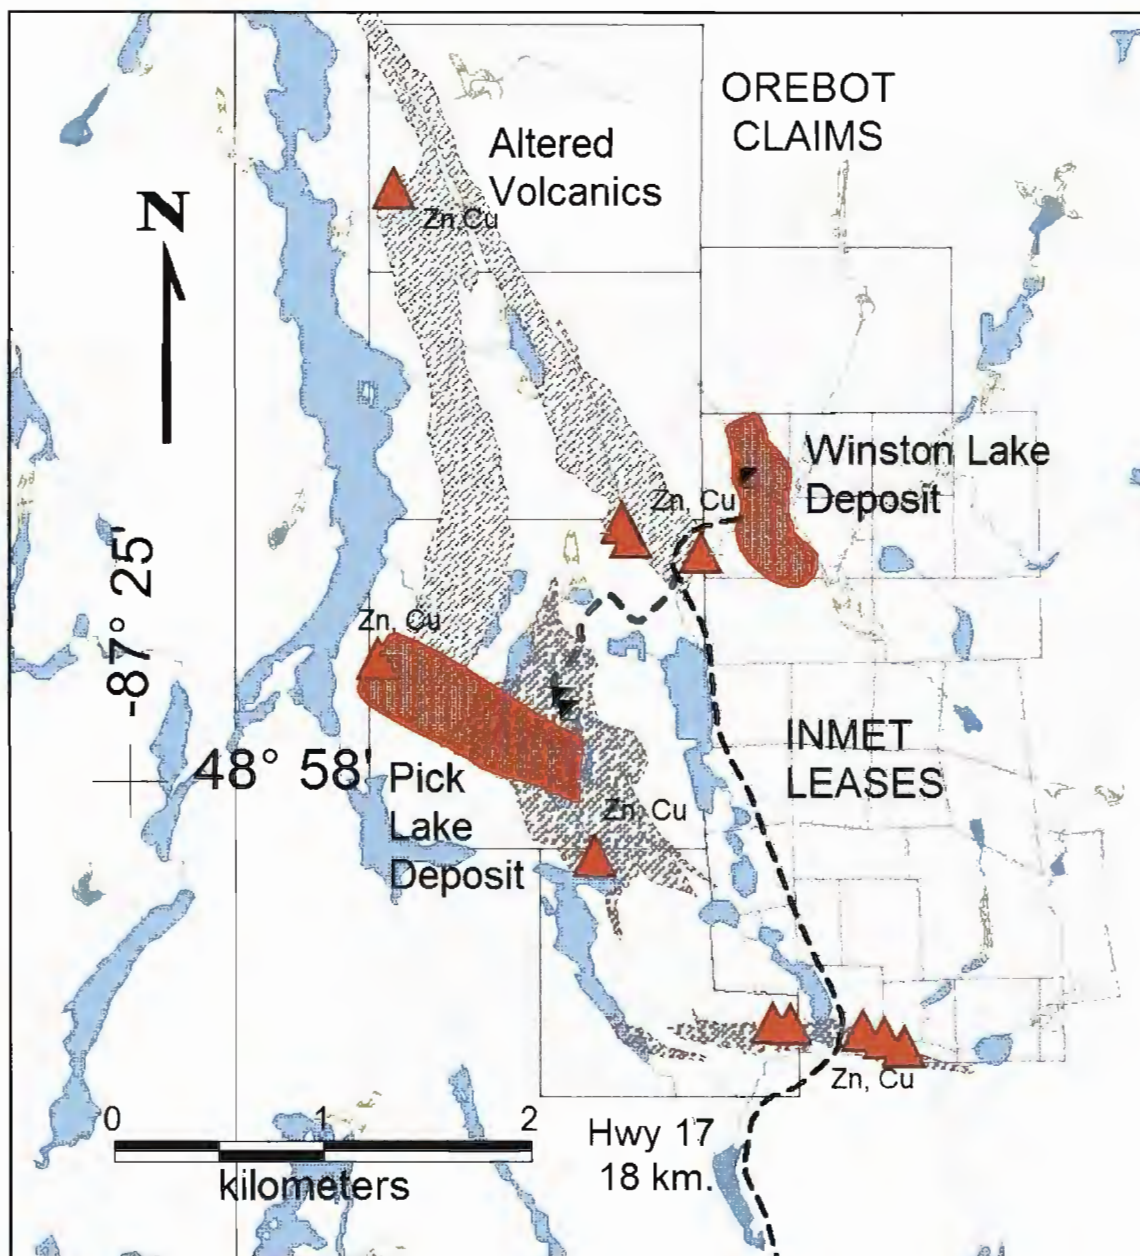 OREBOT
CLAIMS
Altered
Volcanics
N
Zn,Cu
Winston Lake
Deposit
Zn, Cu
Zn, Cu
-87° 25'
INMET
LEASES
48° 58'
Pick
Lake
Deposit
Zn, Cu
Zn, Cu
0 1 2
kilometers
Hwy 17
18 km.